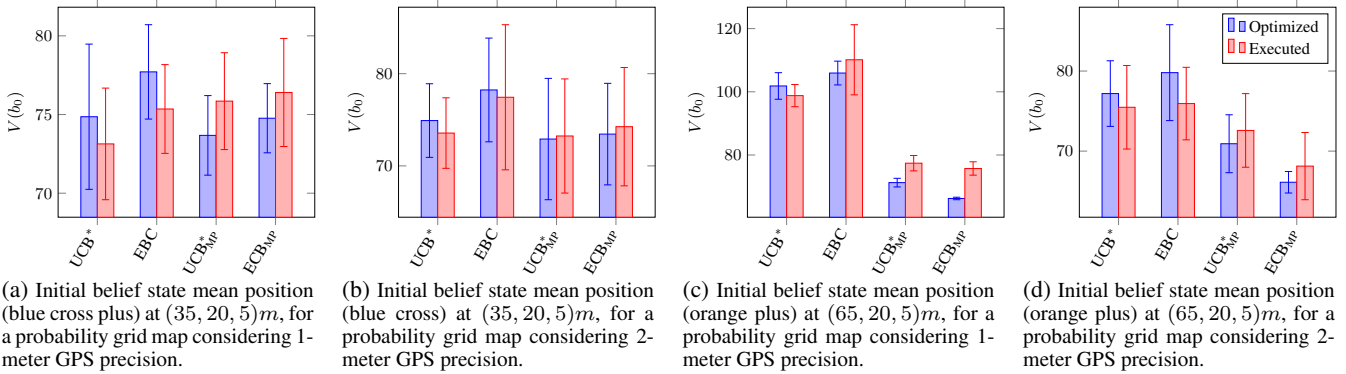 80
75
70
V(b₀)
UCB*
EBC
UCB*MP
ECBMP
(a) Initial belief state mean position
(blue cross plus) at (35, 20, 5)m, for
a probability grid map considering 1-
meter GPS precision.
80
70
V(b₀)
UCB*
EBC
UCB*MP
ECBMP
(b) Initial belief state mean position
(blue cross) at (35, 20, 5)m, for a
probability grid map considering 2-
meter GPS precision.
120
100
80
V(b₀)
UCB*
EBC
UCB*MP
ECBMP
(c) Initial belief state mean position
(orange plus) at (65, 20, 5)m, for a
probability grid map considering 1-
meter GPS precision.
80
70
V(b₀)
Optimized
Executed
UCB*
EBC
UCB*MP
ECBMP
(d) Initial belief state mean position
(orange plus) at (65, 20, 5)m, for a
probability grid map considering 2-
meter GPS precision.